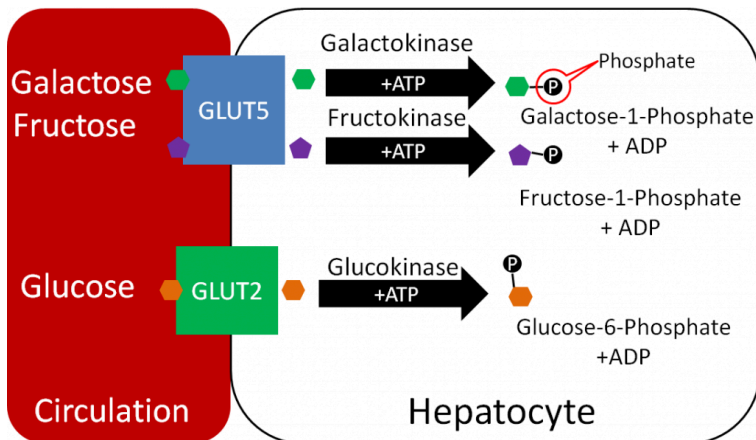 Galactose
Fructose
GLUT5
Galactokinase
+ATP
Fructokinase
+ATP
Phosphate
P
Galactose-1-Phosphate
+ ADP
P
Fructose-1-Phosphate
+ ADP
Glucose
GLUT2
Glucokinase
+ATP
P
Glucose-6-Phosphate
+ADP
Circulation
Hepatocyte